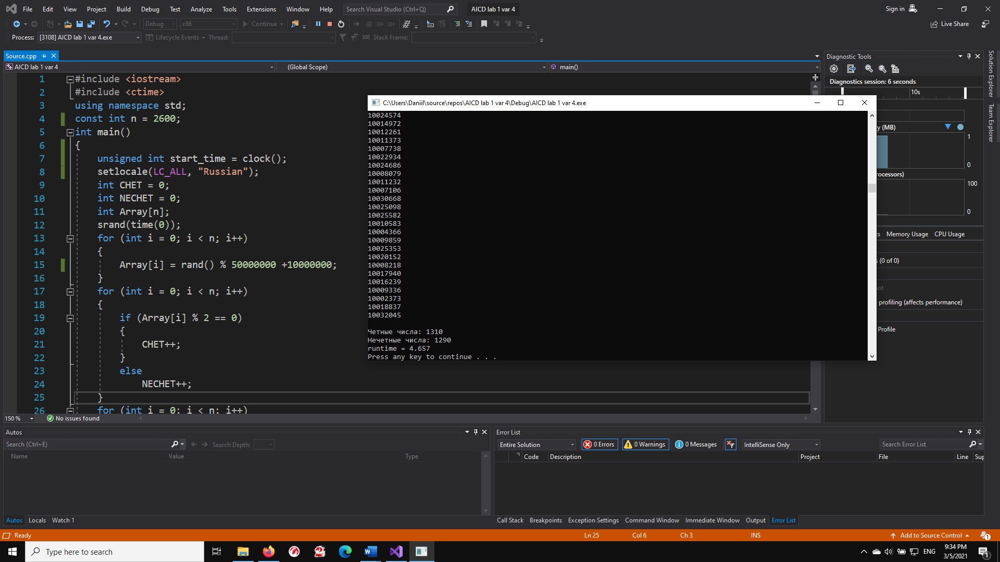 File Edit View Project Build Debug Test Analyze Tools Extensions Window Help Search Visual Studio (Ctrl+Q) AICD lab 1 var 4 Sign in
Debug x86 Continue Live Share
Process: [3108] AICD lab 1 var 4.exe Lifecycle Events Thread: Stack Frame:
Source.cpp
AICD lab 1 var 4 (Global Scope) main()
1 #include <iostream>
2 #include <ctime>
3 using namespace std;
4 const int n = 2600;
5 int main()
6 {
7 unsigned int start_time = clock();
8 setlocale(LC_ALL, "Russian");
9 int CHET = 0;
10 int NECHET = 0;
11 int Array[n];
12 srand(time(0));
13 for (int i = 0; i < n; i++)
14 {
15 Array[i] = rand() % 50000000 +10000000;
16 }
17 for (int i = 0; i < n; i++)
18 {
19 if (Array[i] % 2 == 0)
20 {
21 CHET++;
22 }
23 else
24 NECHET++;
25 }
26 for (int i = 0; i < n; i++)
150 % No issues found
C:\Users\Daniil\source\repos\AICD lab 1 var 4\Debug\AICD lab 1 var 4.exe
10024574
10014972
10012261
10011373
10007738
10022934
10024686
10008079
10011232
10007106
10030668
10025098
10025582
10010583
10004366
10009859
10025353
10020152
10008218
10017940
10016239
10009336
10002373
10018837
10032045
Четные числа: 1310
Нечетные числа: 1290
runtime = 4.657
Press any key to continue . . .
Diagnostic Tools
Diagnostics session: 6 seconds
10s
y (MB)
1
0
rocessors)
100
0
ts Memory Usage CPU Usage
s (0 of 0)
ot
profiling (affects performance)
Profile
Solution Explorer
Team Explorer
Autos
Search (Ctrl+E) Search Depth:
Name Value Type
Autos Locals Watch 1
Error List
Entire Solution 0 Errors 0 Warnings 0 Messages IntelliSense Only Search Error List
Code Description Project File Line Sup
Call Stack Breakpoints Exception Settings Command Window Immediate Window Output Error List
Ready Ln 25 Col 6 Ch 3 INS Add to Source Control 1
Type here to search ENG 9:34 PM
3/5/2021 1